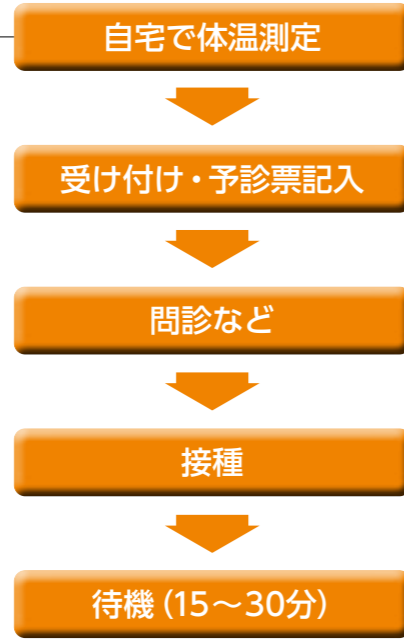 自宅で体温測定
受け付け・予診票記入
問診など
接種
待機（15～30分）